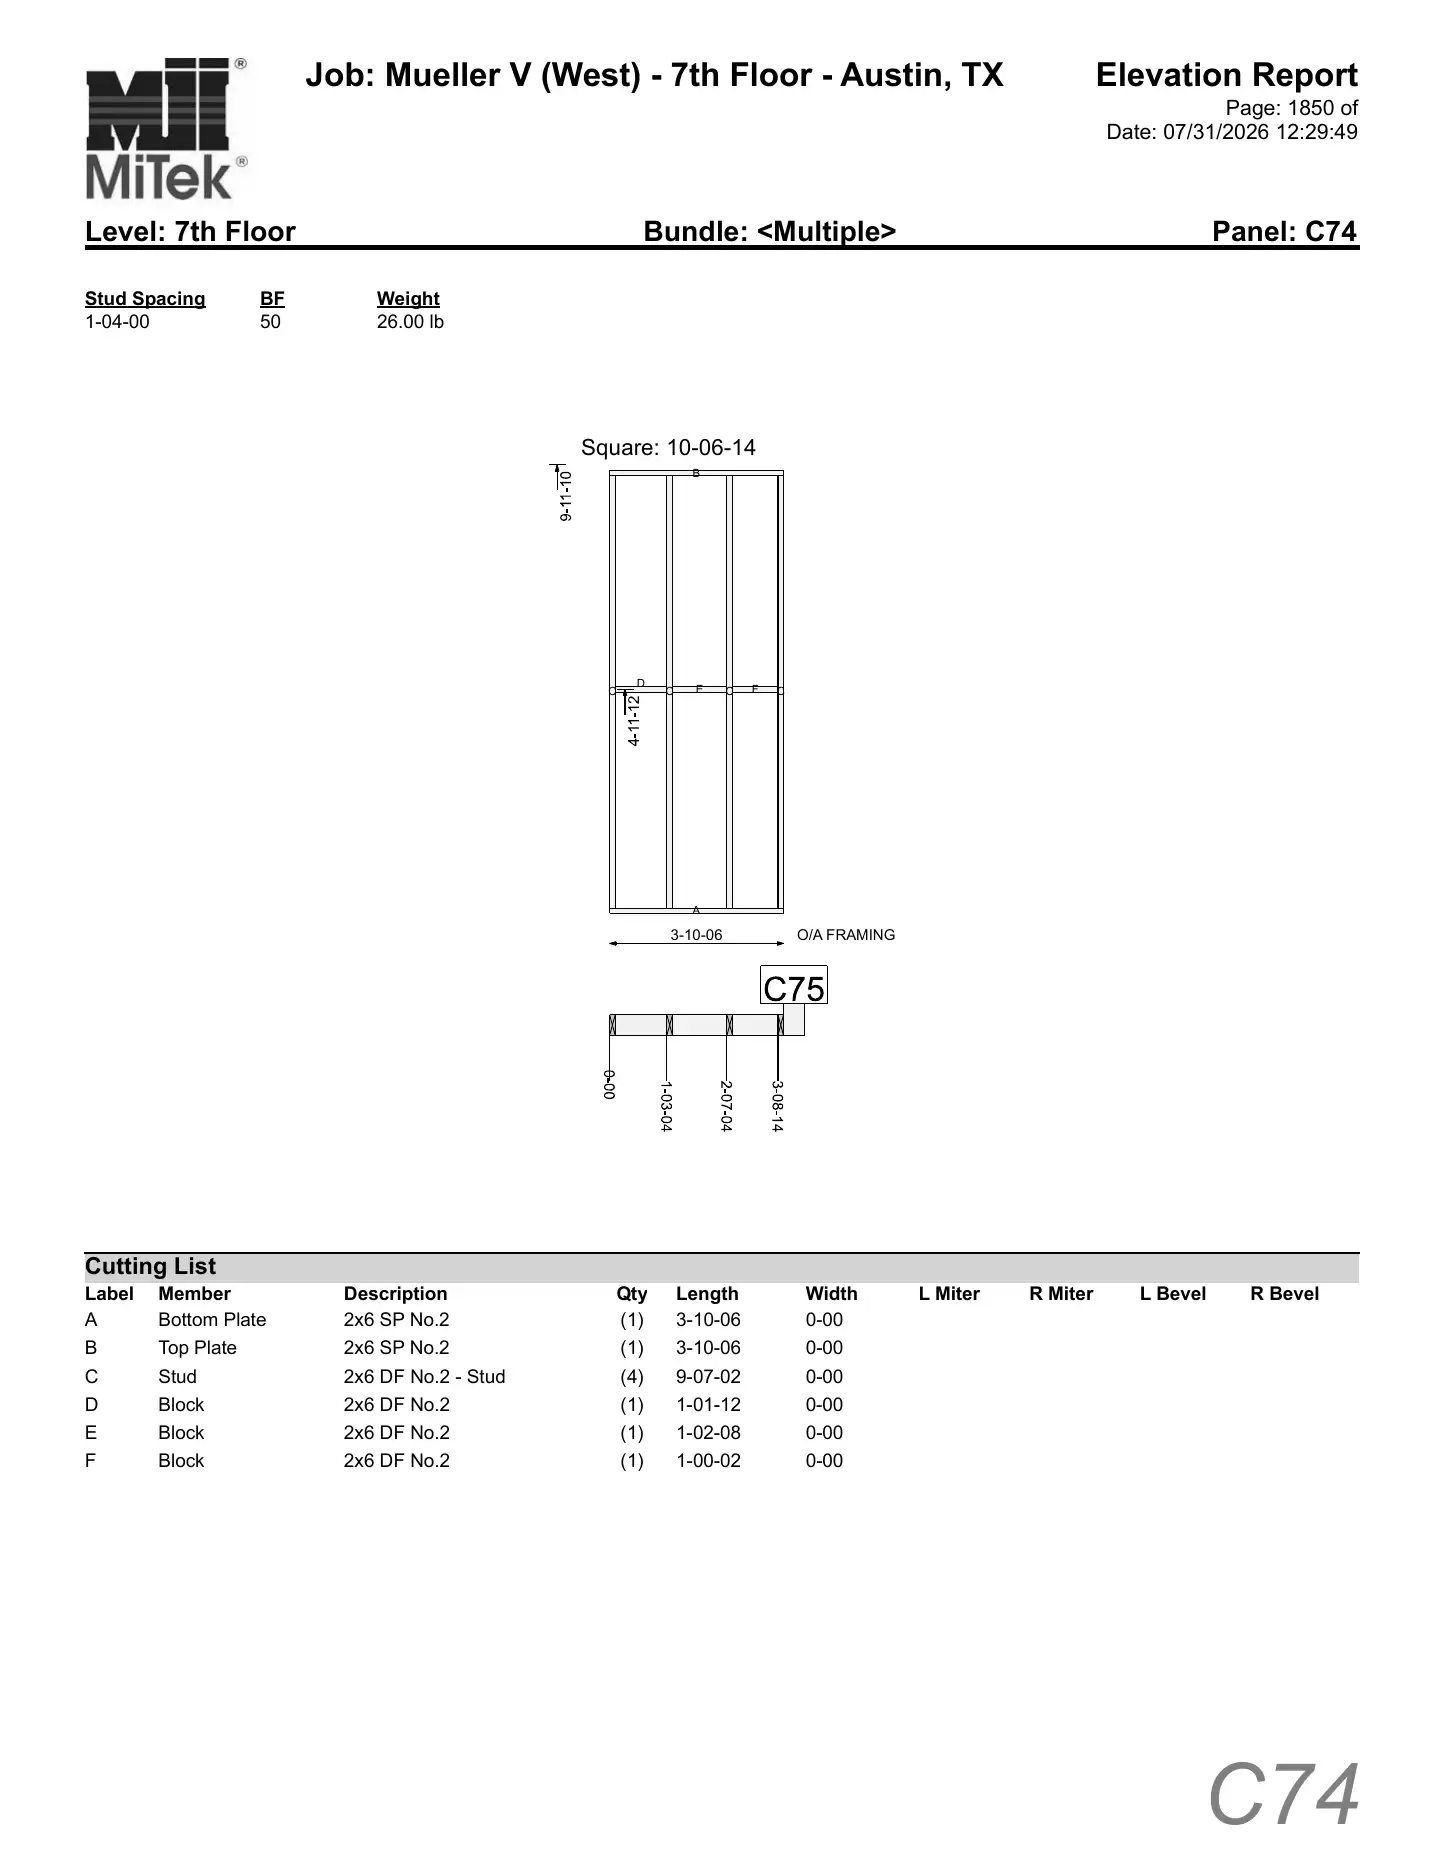 Job: Mueller V (West) - 7th Floor - Austin, TX
Elevation Report
Page: 1850 of
Date: 07/31/2026 12:29:49
®
MiTek®
Level: 7th Floor
Bundle: <Multiple>
Panel: C74
Stud Spacing BF Weight
1-04-00 50 26.00 lb
Square: 10-06-14
B
9-11-10
D
E
F
4-11-12
A
3-10-06
O/A FRAMING
C75
0-00
1-03-04
2-07-04
3-08-14
Cutting List
Label Member Description Qty Length Width L Miter R Miter L Bevel R Bevel
A Bottom Plate 2x6 SP No.2 (1) 3-10-06 0-00
B Top Plate 2x6 SP No.2 (1) 3-10-06 0-00
C Stud 2x6 DF No.2 - Stud (4) 9-07-02 0-00
D Block 2x6 DF No.2 (1) 1-01-12 0-00
E Block 2x6 DF No.2 (1) 1-02-08 0-00
F Block 2x6 DF No.2 (1) 1-00-02 0-00
C74